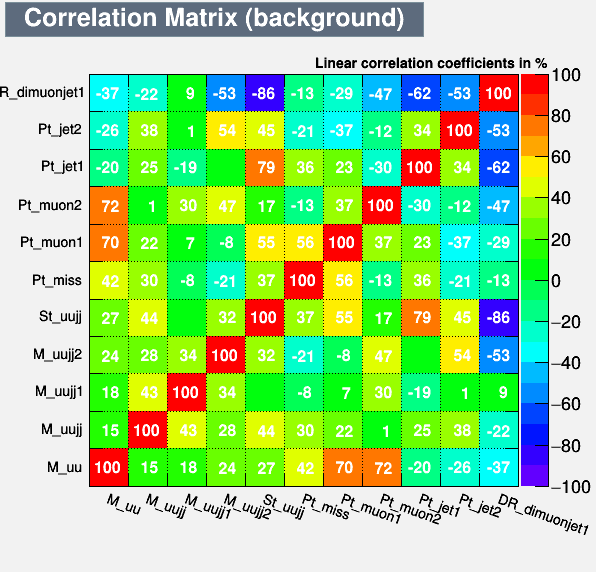 Correlation Matrix (background)
Linear correlation coefficients in %
R_dimuonjet1 -37 -22 9 -53 -86 -13 -29 -47 -62 -53 100
Pt_jet2 -26 38 1 54 45 -21 -37 -12 34 100 -53
Pt_jet1 -20 25 -19 79 36 23 -30 100 34 -62
Pt_muon2 72 1 30 47 17 -13 37 100 -30 -12 -47
Pt_muon1 70 22 7 -8 55 56 100 37 23 -37 -29
Pt_miss 42 30 -8 -21 37 100 56 -13 36 -21 -13
St_uujj 27 44 32 100 37 55 17 79 45 -86
M_uujj2 24 28 34 100 32 -21 -8 47 54 -53
M_uujj1 18 43 100 34 -8 7 30 -19 1 9
M_uujj 15 100 43 28 44 30 22 1 25 38 -22
M_uu 100 15 18 24 27 42 70 72 -20 -26 -37
M_uu M_uujj M_uujj1 M_uujj2 St_uujj Pt_miss Pt_muon1 Pt_muon2 Pt_jet1 Pt_jet2 DR_dimuonjet1
100
80
60
40
20
0
−20
−40
−60
−80
−100